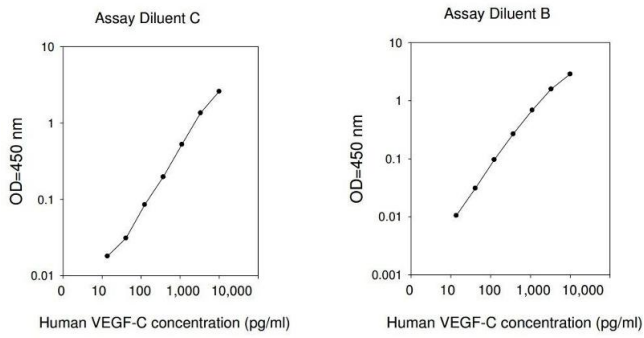 Assay Diluent C
10
1
0.1
0.01
OD=450 nm
0 10 100 1,000 10,000
Human VEGF-C concentration (pg/ml)
Assay Diluent B
10
1
0.1
0.01
0.001
OD=450 nm
0 10 100 1,000 10,000
Human VEGF-C concentration (pg/ml)